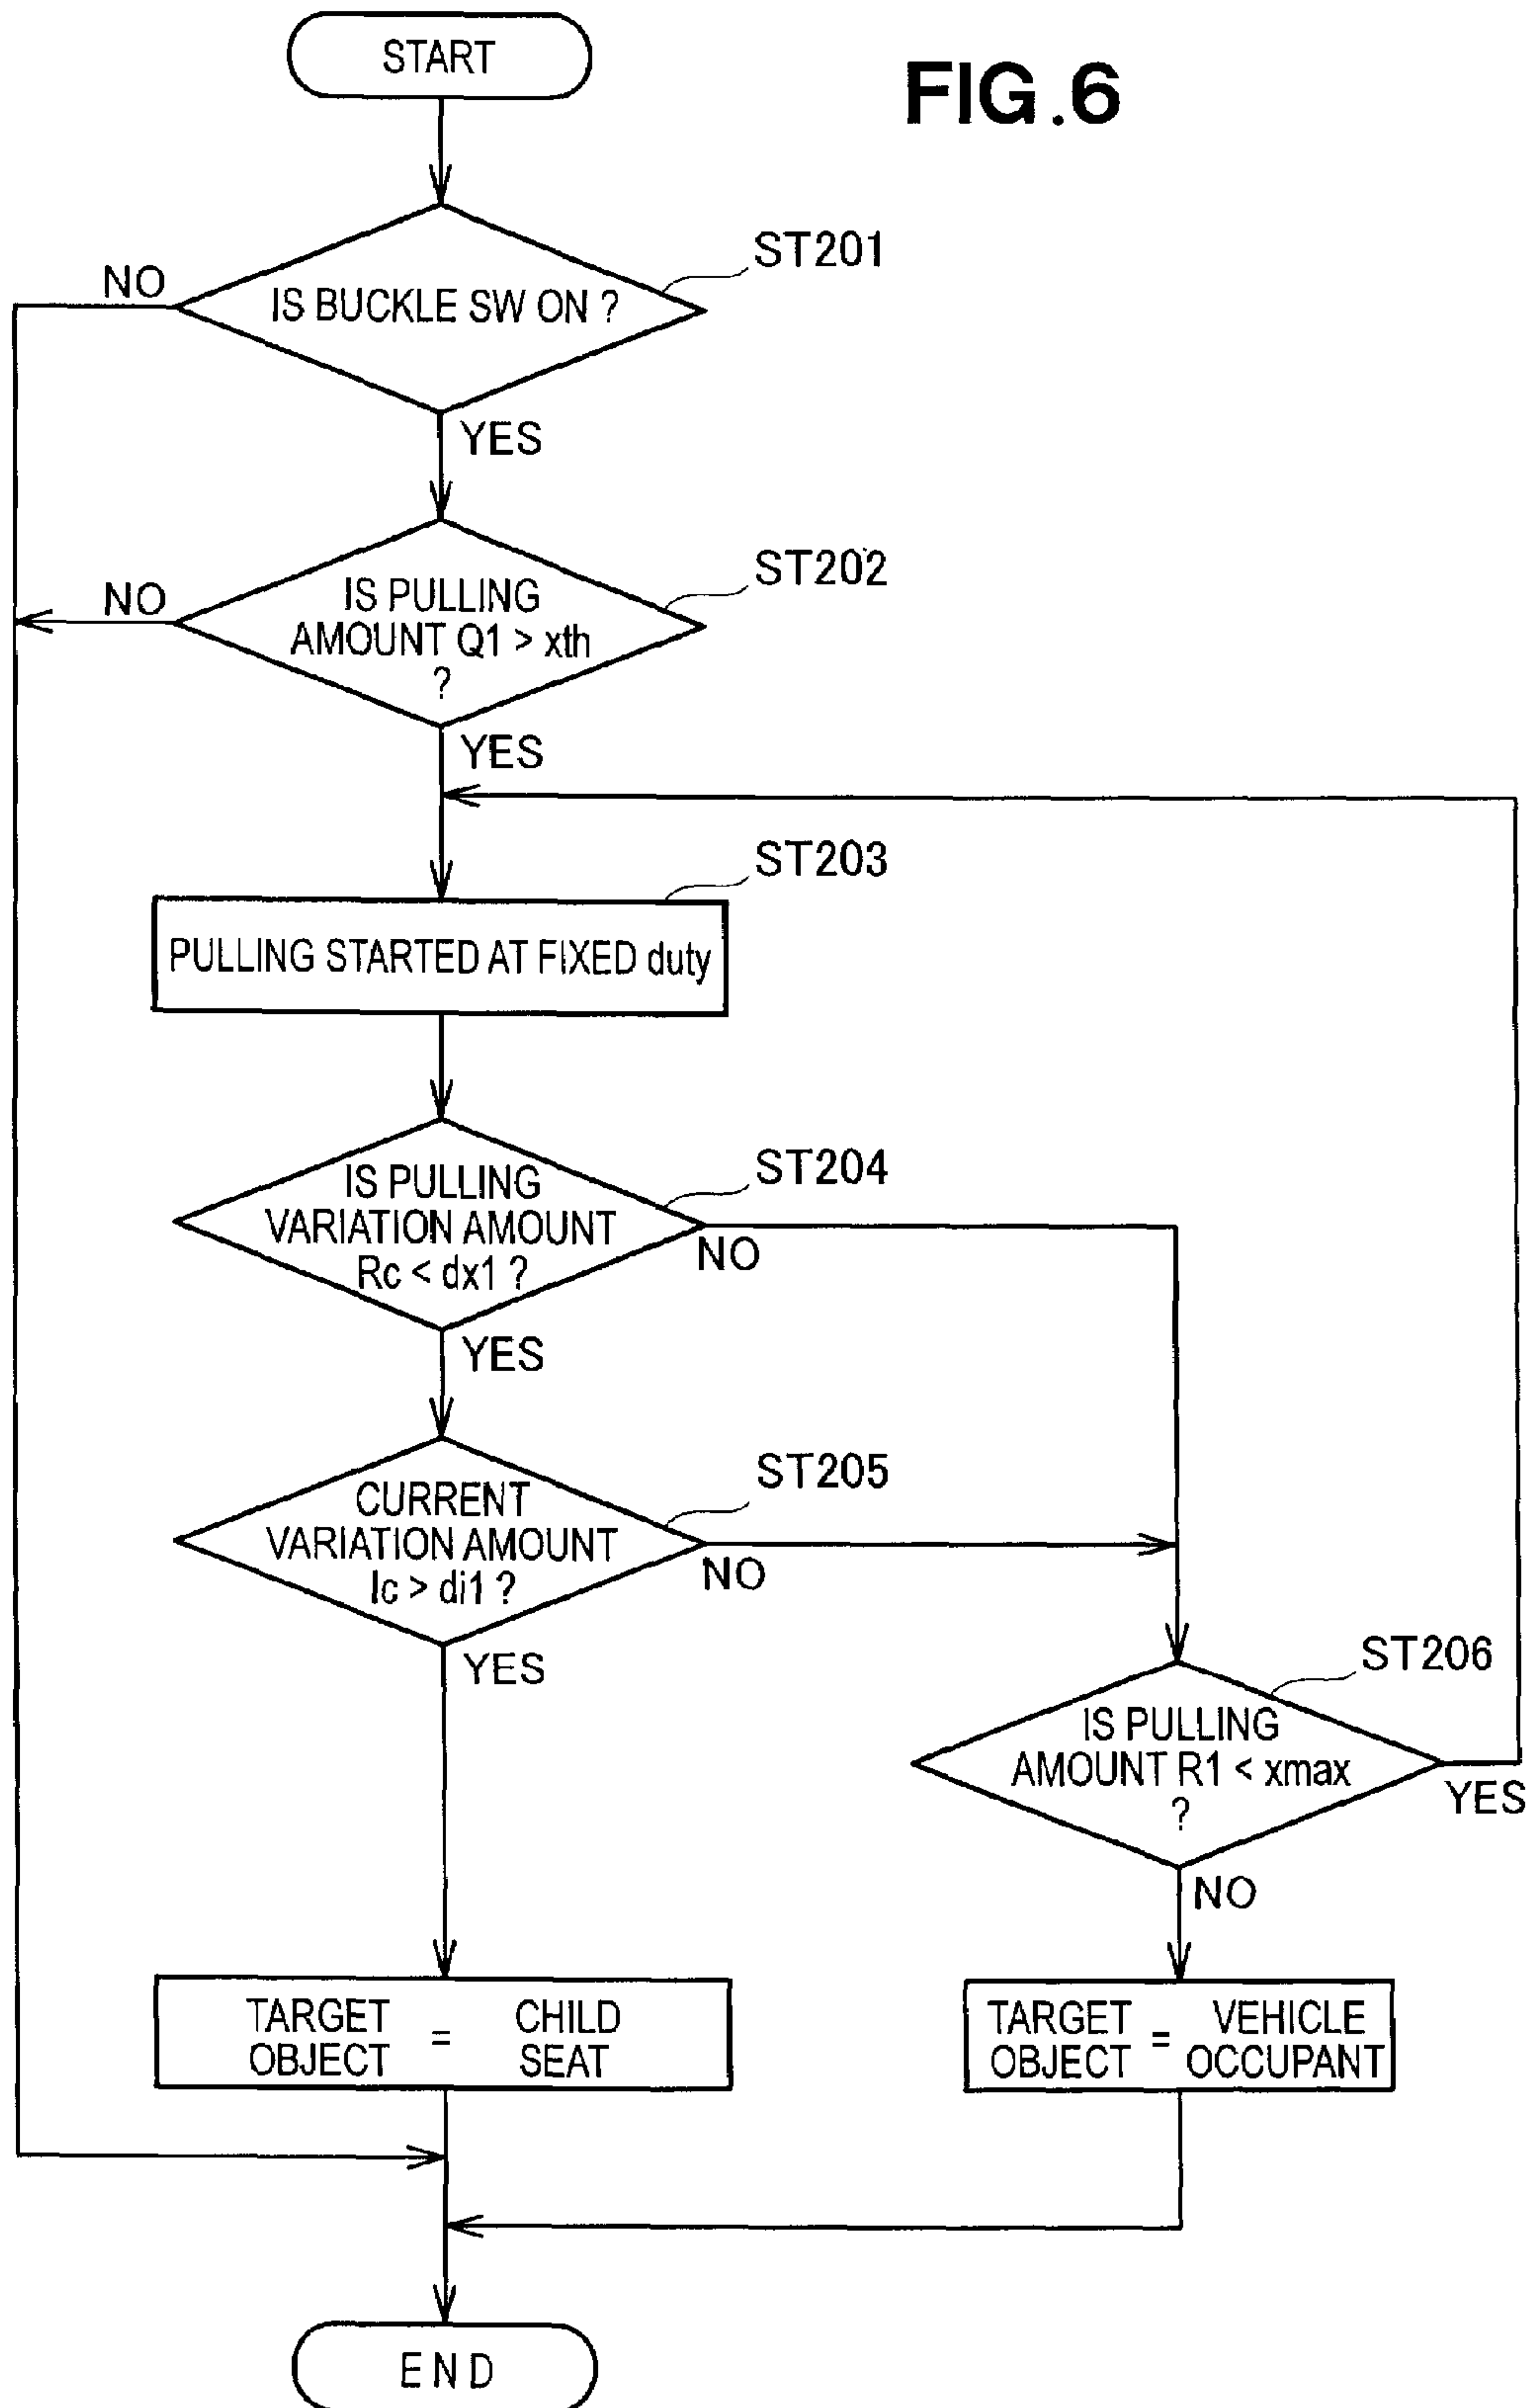 START
FIG.6
ST201
NO
IS BUCKLE SW ON ?
YES
ST202
NO
IS PULLING
AMOUNT Q1 > xth
?
YES
ST203
PULLING STARTED AT FIXED duty
ST204
IS PULLING
VARIATION AMOUNT
Rc < dx1 ?
NO
YES
ST205
CURRENT
VARIATION AMOUNT
Ic > di1 ?
NO
YES
ST206
IS PULLING
AMOUNT R1 < xmax
?
YES
NO
TARGET OBJECT = CHILD SEAT
TARGET OBJECT = VEHICLE OCCUPANT
END